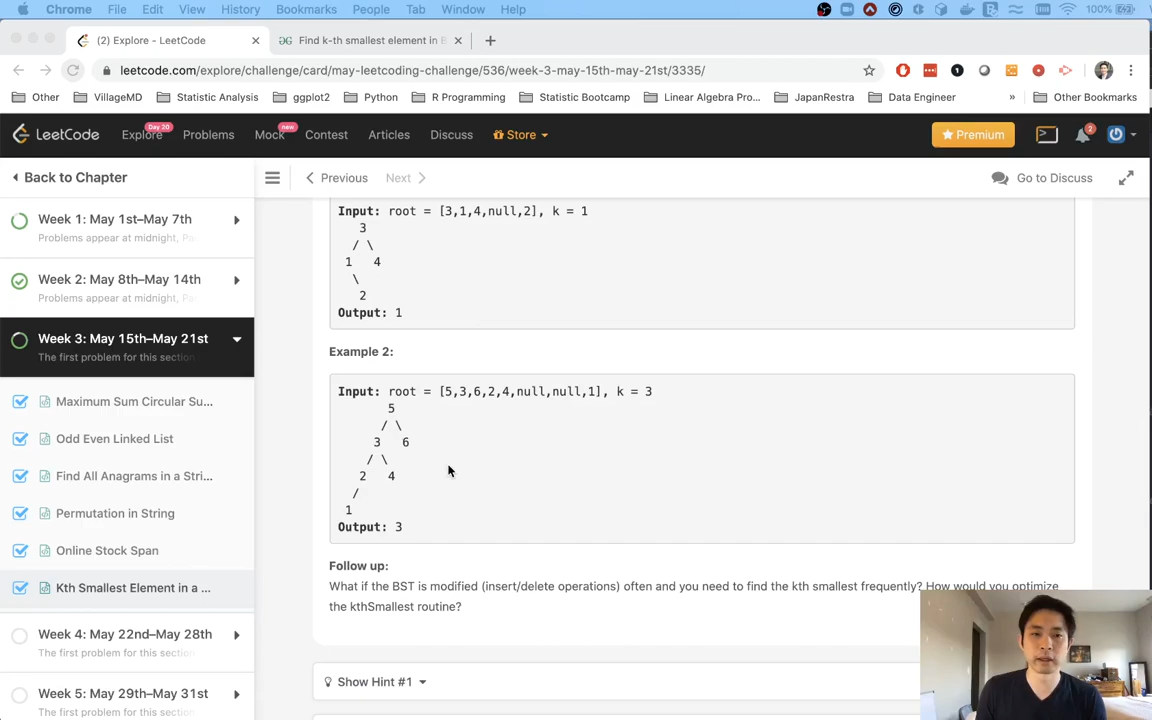 Chrome File Edit View History Bookmarks People Tab Window Help 100%
(2) Explore - LeetCode
Find k-th smallest element in B
leetcode.com/explore/challenge/card/may-leetcoding-challenge/536/week-3-may-15th-may-21st/3335/
Other VillageMD Statistic Analysis ggplot2 Python R Programming Statistic Bootcamp Linear Algebra Pro... JapanRestra Data Engineer » Other Bookmarks
LeetCode Explore Day 20 Problems Mock new Contest Articles Discuss Store Premium 2
Back to Chapter
Previous Next Go to Discuss
Week 1: May 1st–May 7th
Problems appear at midnight, Pa
Week 2: May 8th–May 14th
Problems appear at midnight, Pa
Week 3: May 15th–May 21st
The first problem for this section
Maximum Sum Circular Su...
Odd Even Linked List
Find All Anagrams in a Stri...
Permutation in String
Online Stock Span
Kth Smallest Element in a ...
Week 4: May 22nd–May 28th
The first problem for this section
Week 5: May 29th–May 31st
The first problem for this section
Input: root = [3,1,4,null,2], k = 1
3
/ \
1 4
\
2
Output: 1
Example 2:
Input: root = [5,3,6,2,4,null,null,1], k = 3
5
/ \
3 6
/ \
2 4
/
1
Output: 3
Follow up:
What if the BST is modified (insert/delete operations) often and you need to find the kth smallest frequently? How would you optimize
the kthSmallest routine?
Show Hint #1